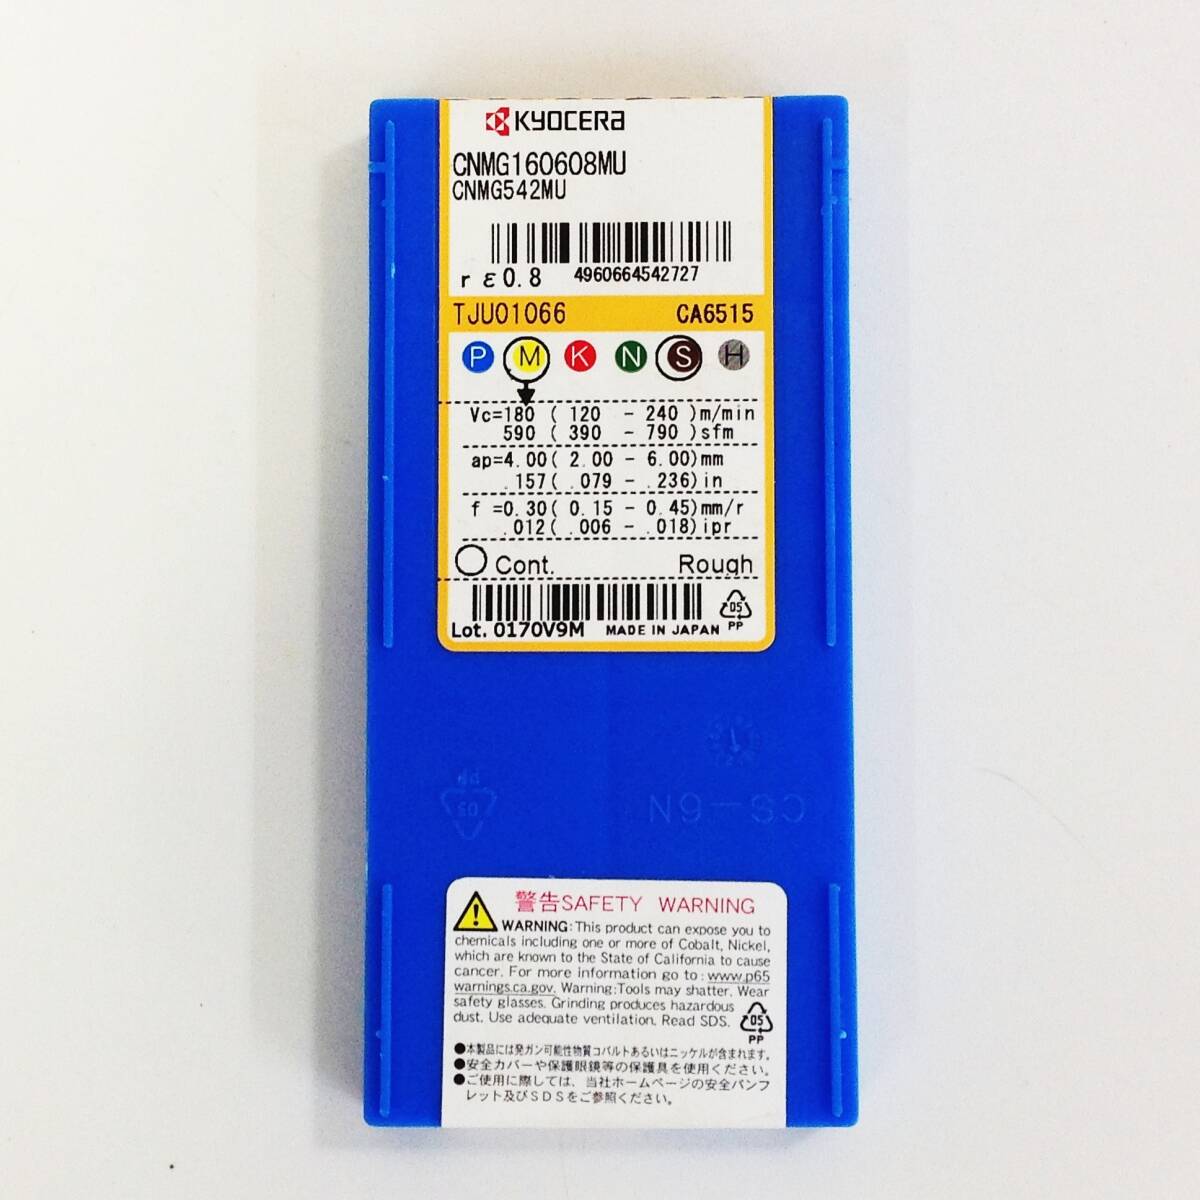 KYOCERA
CNMG160608MU
CNMG542MU
rε0.8 4960664542727
TJU01066 CA6515
P M K N S H
Vc=180 ( 120 - 240 )m/min
590 ( 390 - 790 )sfm
ap=4.00( 2.00 - 6.00)mm
.157( .079 - .236)in
f =0.30( 0.15 - 0.45)mm/r
.012( .006 - .018)ipr
Cont. Rough
05
Lot. 0170V9M MADE IN JAPAN PP
PP
05
CS-6N
警告SAFETY WARNING
WARNING:This product can expose you to
chemicals including one or more of Cobalt, Nickel,
which are known to the State of California to cause
cancer. For more information go to:www.p65
warnings.ca.gov. Warning:Tools may shatter. Wear
safety glasses. Grinding produces hazardous
dust. Use adequate ventilation. Read SDS.
05
PP
●本製品には発ガン可能性物質コバルトあるいはニッケルが含まれます。
●安全カバーや保護眼鏡等の保護具を使用ください。
●ご使用に際しては、当社ホームページの安全パンフ
レット及びSDSをご参照ください。